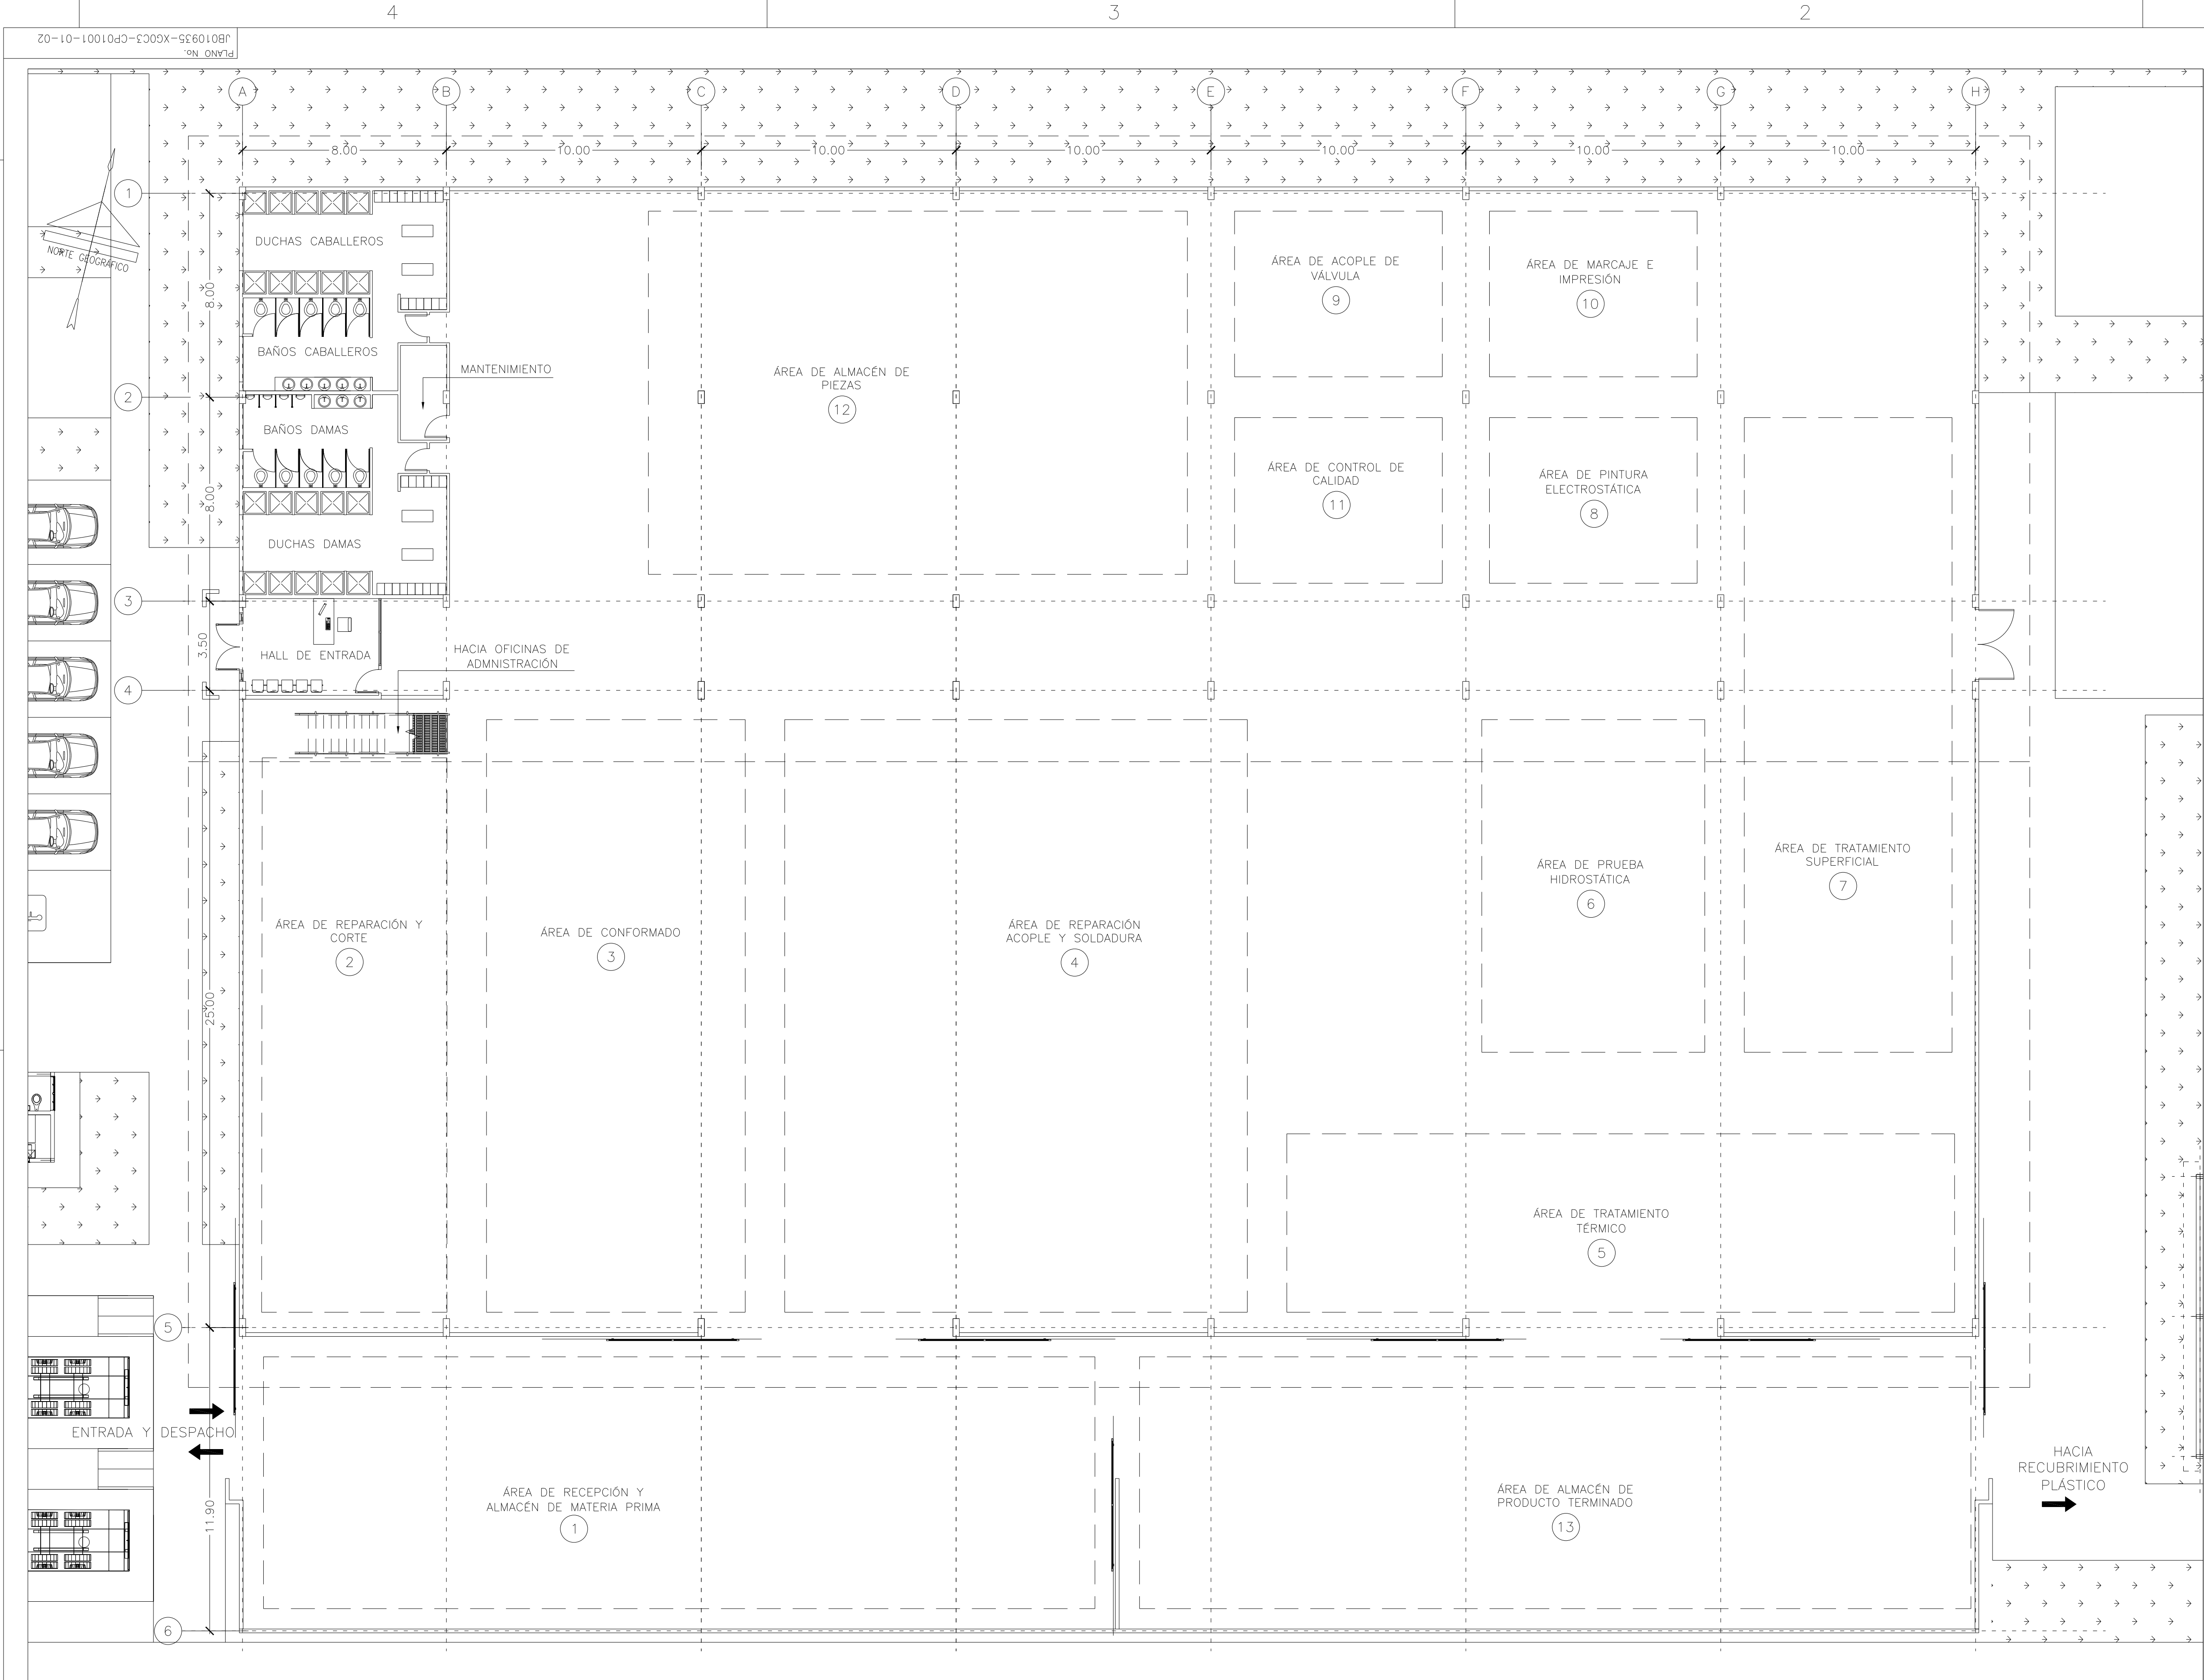 4
3
2
PLANO No.
JB010935-XG0C3-CP01001-01-02
A
B
C
D
E
F
G
H
8.00
10.00
10.00
10.00
10.00
10.00
10.00
1
NORTE GEOGRÁFICO
DUCHAS CABALLEROS
8.00
BAÑOS CABALLEROS
MANTENIMIENTO
2
BAÑOS DAMAS
8.00
DUCHAS DAMAS
ÁREA DE ALMACÉN DE
PIEZAS
12
ÁREA DE ACOPLE DE
VÁLVULA
9
ÁREA DE MARCAJE E
IMPRESIÓN
10
ÁREA DE CONTROL DE
CALIDAD
11
ÁREA DE PINTURA
ELECTROSTÁTICA
8
3
3.50
HALL DE ENTRADA
HACIA OFICINAS DE
ADMNISTRACIÓN
4
ÁREA DE REPARACIÓN Y
CORTE
2
ÁREA DE CONFORMADO
3
ÁREA DE REPARACIÓN
ACOPLE Y SOLDADURA
4
ÁREA DE PRUEBA
HIDROSTÁTICA
6
ÁREA DE TRATAMIENTO
SUPERFICIAL
7
25.00
ÁREA DE TRATAMIENTO
TÉRMICO
5
5
ENTRADA Y DESPACHO
11.90
ÁREA DE RECEPCIÓN Y
ALMACÉN DE MATERIA PRIMA
1
ÁREA DE ALMACÉN DE
PRODUCTO TERMINADO
13
HACIA
RECUBRIMIENTO
PLÁSTICO
6